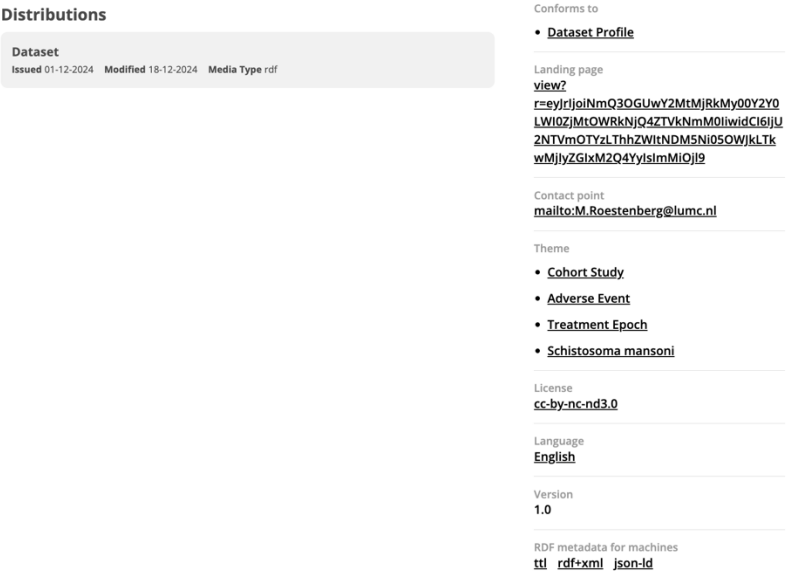 Distributions
Dataset
Issued 01-12-2024 Modified 18-12-2024 Media Type rdf
Conforms to
• Dataset Profile
Landing page
view?
r=eyJrIjoiNmQ3OGUwY2MtMjRkMy00Y2Y0
LWI0ZjMtOWRkNjQ4ZTVkNmM0IiwidCI6IjU
2NTVmOTYzLThhZWItNDM5Ni05OWJkLTk
wMjIyZGIxM2Q4YyIsImMiOjl9
Contact point
mailto:M.Roestenberg@lumc.nl
Theme
• Cohort Study
• Adverse Event
• Treatment Epoch
• Schistosoma mansoni
License
cc-by-nc-nd3.0
Language
English
Version
1.0
RDF metadata for machines
ttl rdf+xml json-ld